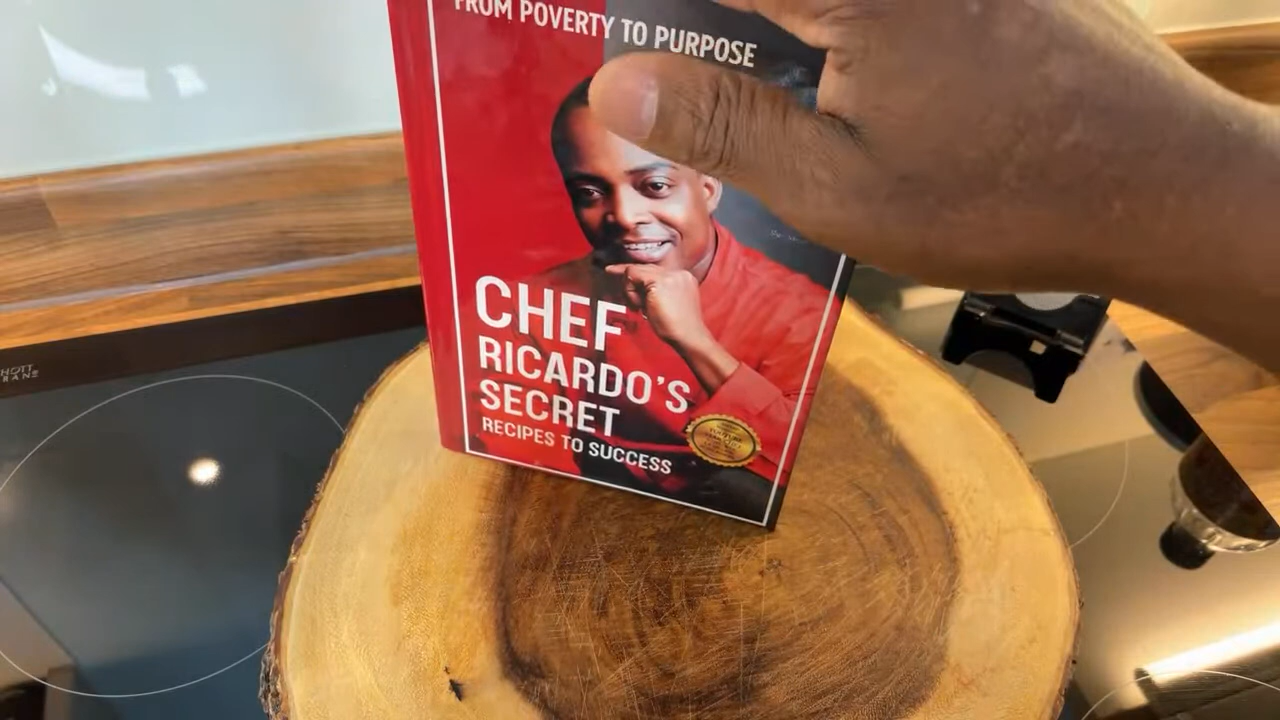 FROM POVERTY TO PURPOSE
CHEF
RICARDO'S
SECRET
RECIPES TO SUCCESS